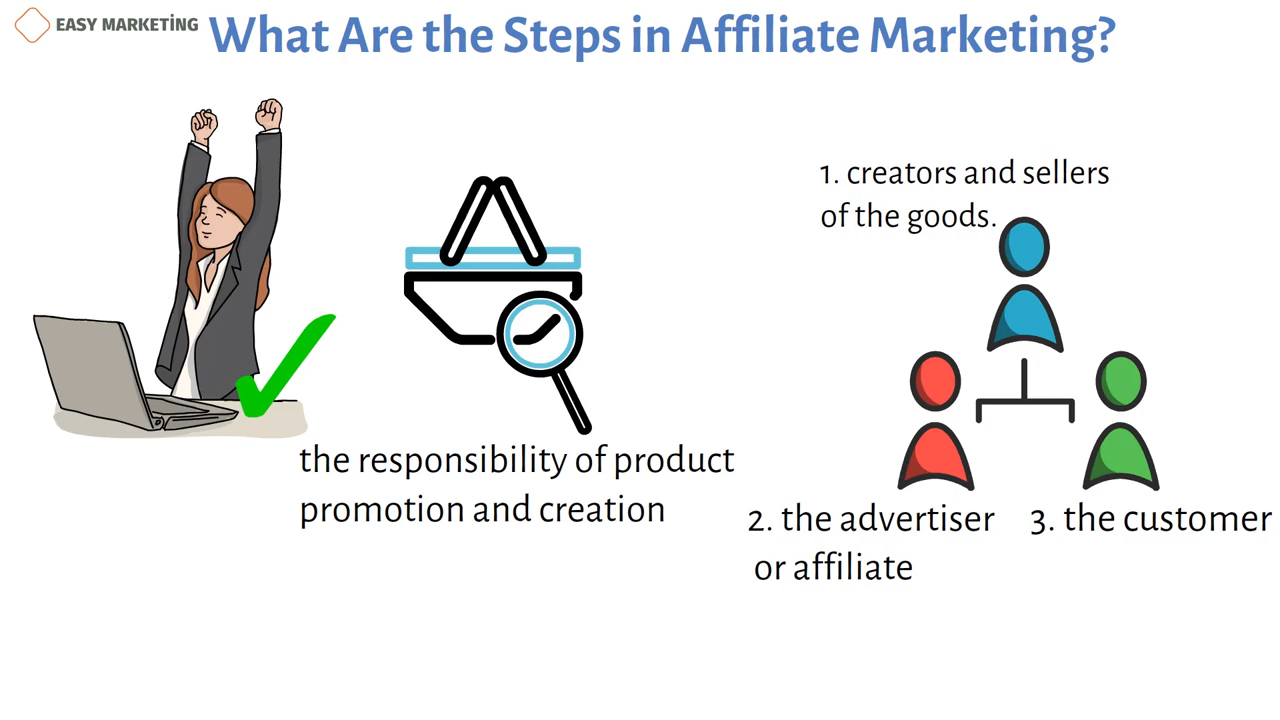 EASY MARKETİNG
What Are the Steps in Affiliate Marketing?
1. creators and sellers
of the goods.
the responsibility of product
promotion and creation
2. the advertiser
or affiliate
3. the customer